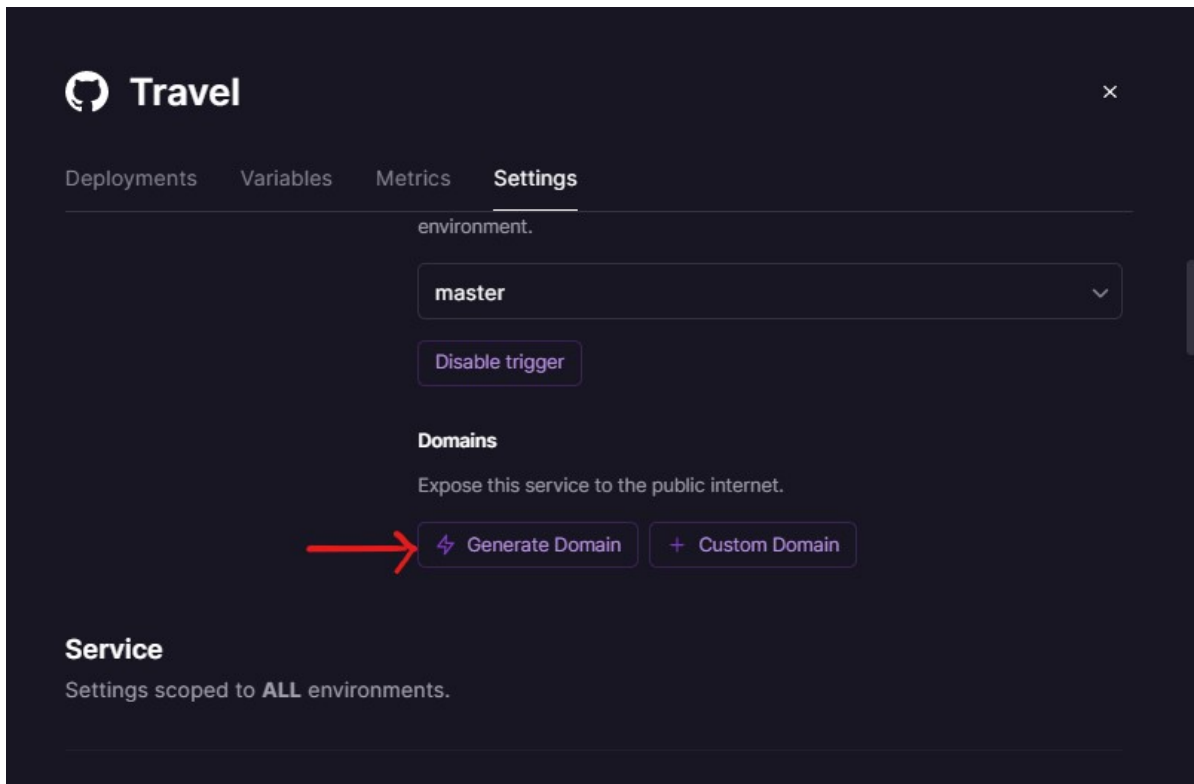 Travel
Deployments Variables Metrics Settings
environment.
master
Disable trigger
Domains
Expose this service to the public internet.
Generate Domain + Custom Domain
Service
Settings scoped to ALL environments.